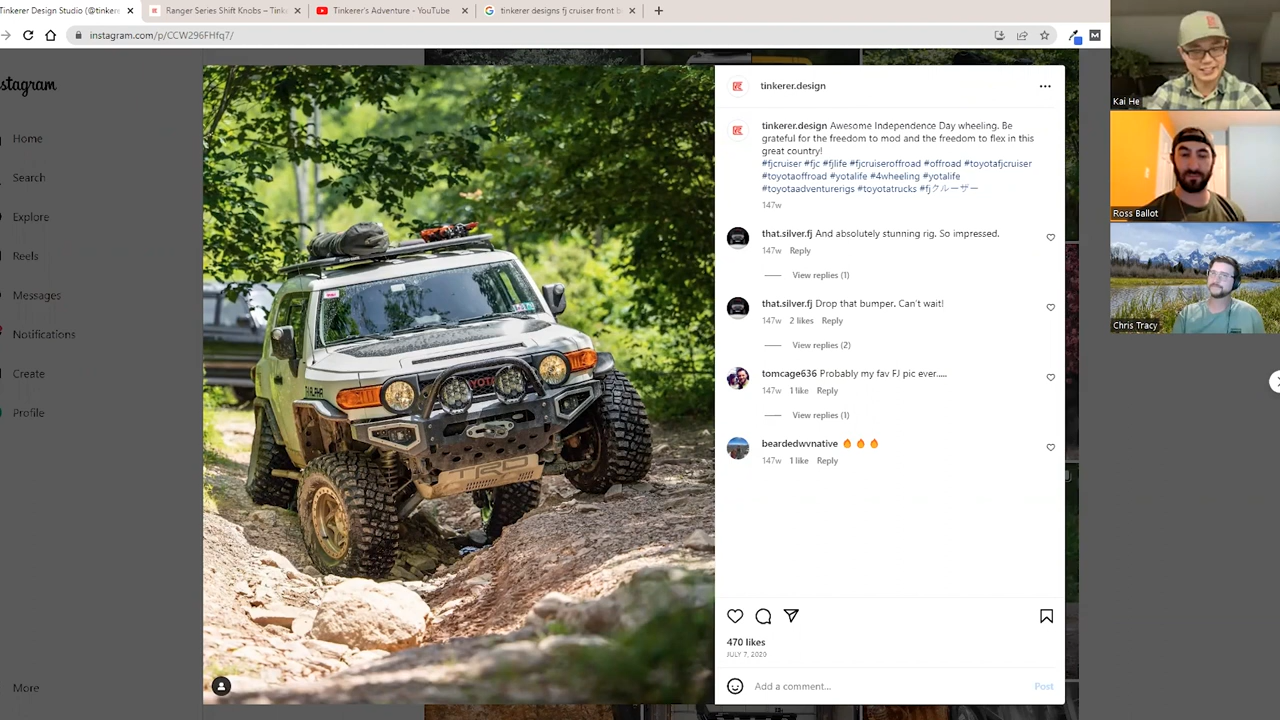 Tinkerer Design Studio (@tinkere
Ranger Series Shift Knobs – Tink
Tinkerer's Adventure - YouTube
tinkerer designs fj cruiser front b
instagram.com/p/CCW296FHfq7/
stagram
Home
Search
Explore
Reels
Messages
Notifications
Create
Profile
More
TRD
tinkerer.design
tinkerer.design Awesome Independence Day wheeling. Be
grateful for the freedom to mod and the freedom to flex in this
great country!
#fjcruiser #fjc #fjlife #fjcruiseroffroad #offroad #toyotafjcruiser
#toyotaoffroad #yotalife #4wheeling #yotalife
#toyotaadventurerigs #toyotatrucks #fjクルーザー
147w
that.silver.fj And absolutely stunning rig. So impressed.
147w Reply
View replies (1)
that.silver.fj Drop that bumper. Can't wait!
147w 2 likes Reply
View replies (2)
tomcage636 Probably my fav FJ pic ever.....
147w 1 like Reply
View replies (1)
beardedwvnative 🔥🔥🔥
147w 1 like Reply
470 likes
JULY 7, 2020
Add a comment...
Post
Kai He
Ross Ballot
Chris Tracy